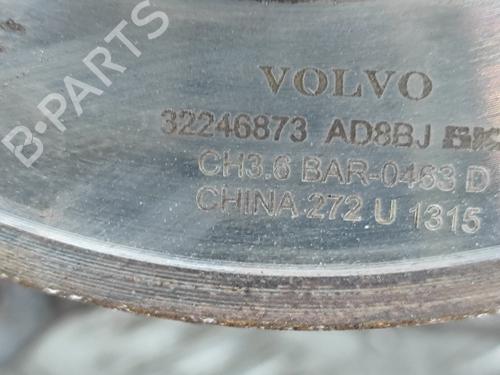 B-PARTS
VOLVO
32246873 AD8BJ
CH3.6 BAR-0463 D
CHINA 272 U 1315